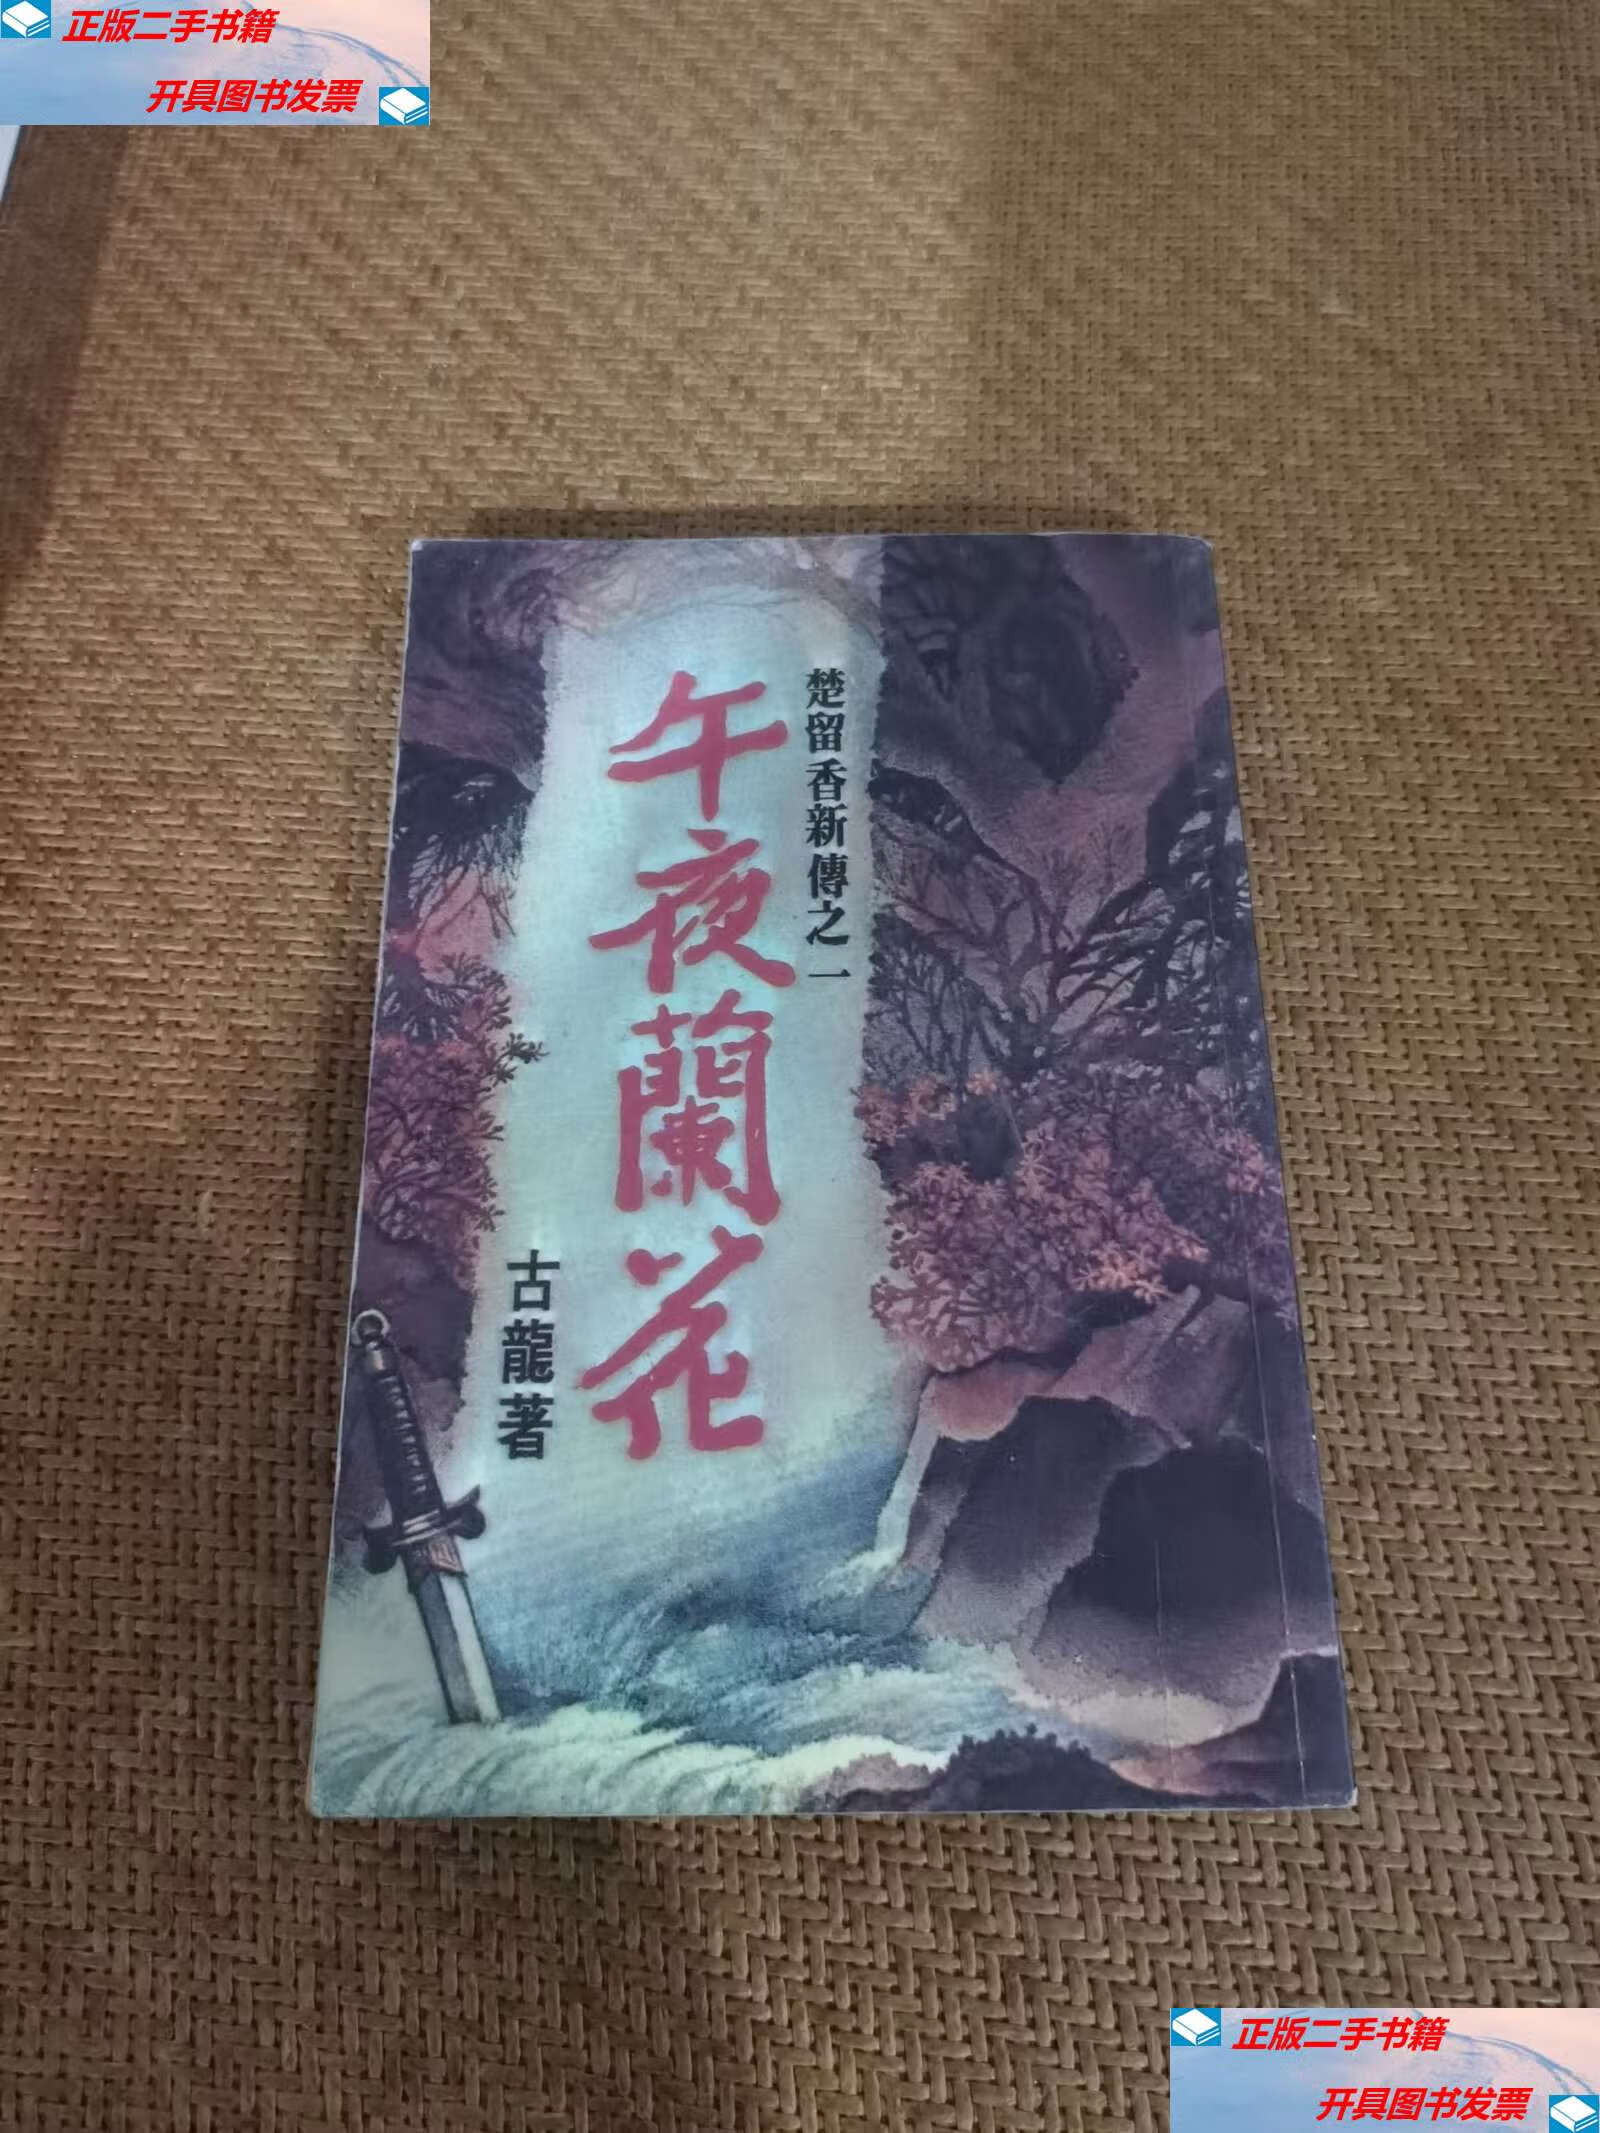 正版二手书籍
开具图书发票
楚留香新傳之一
午夜蘭花
古龍著
正版二手书籍
开具图书发票